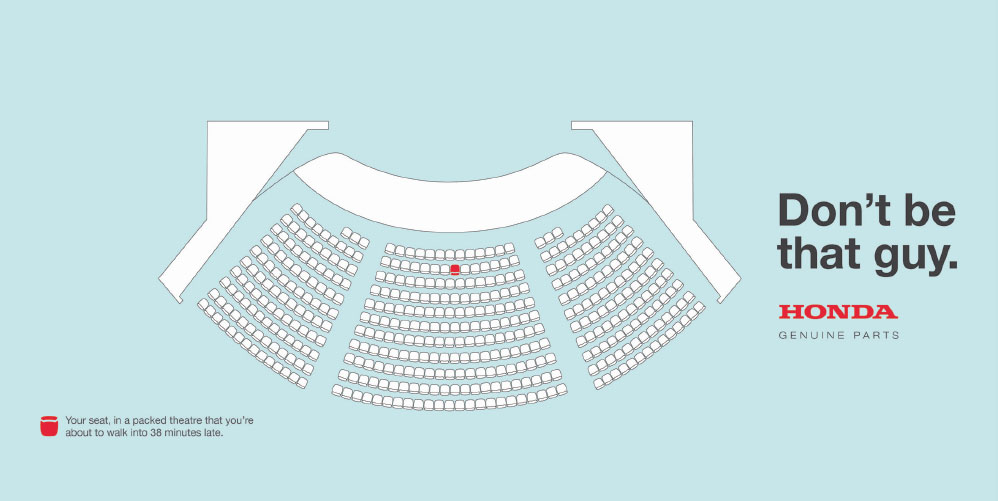 Don’t be
that guy.
HONDA
GENUINE PARTS
Your seat, in a packed theatre that you’re
about to walk into 38 minutes late.